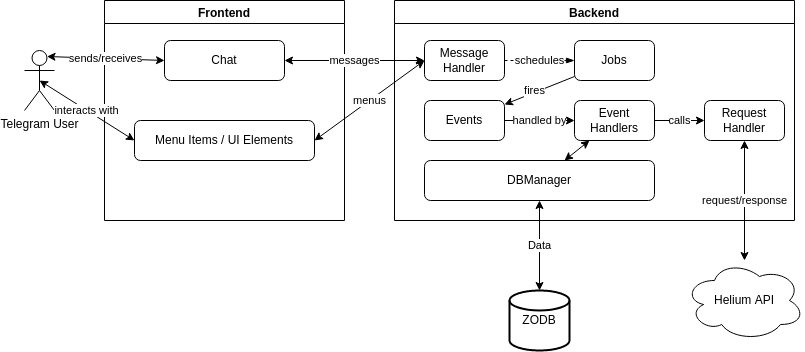 Frontend
Backend
sends/receives
Chat
messages
Message
Handler
schedules
Jobs
menus
fires
interacts with
Telegram User
Menu Items / UI Elements
Events
handled by
Event
Handlers
calls
Request
Handler
DBManager
request/response
Data
ZODB
Helium API